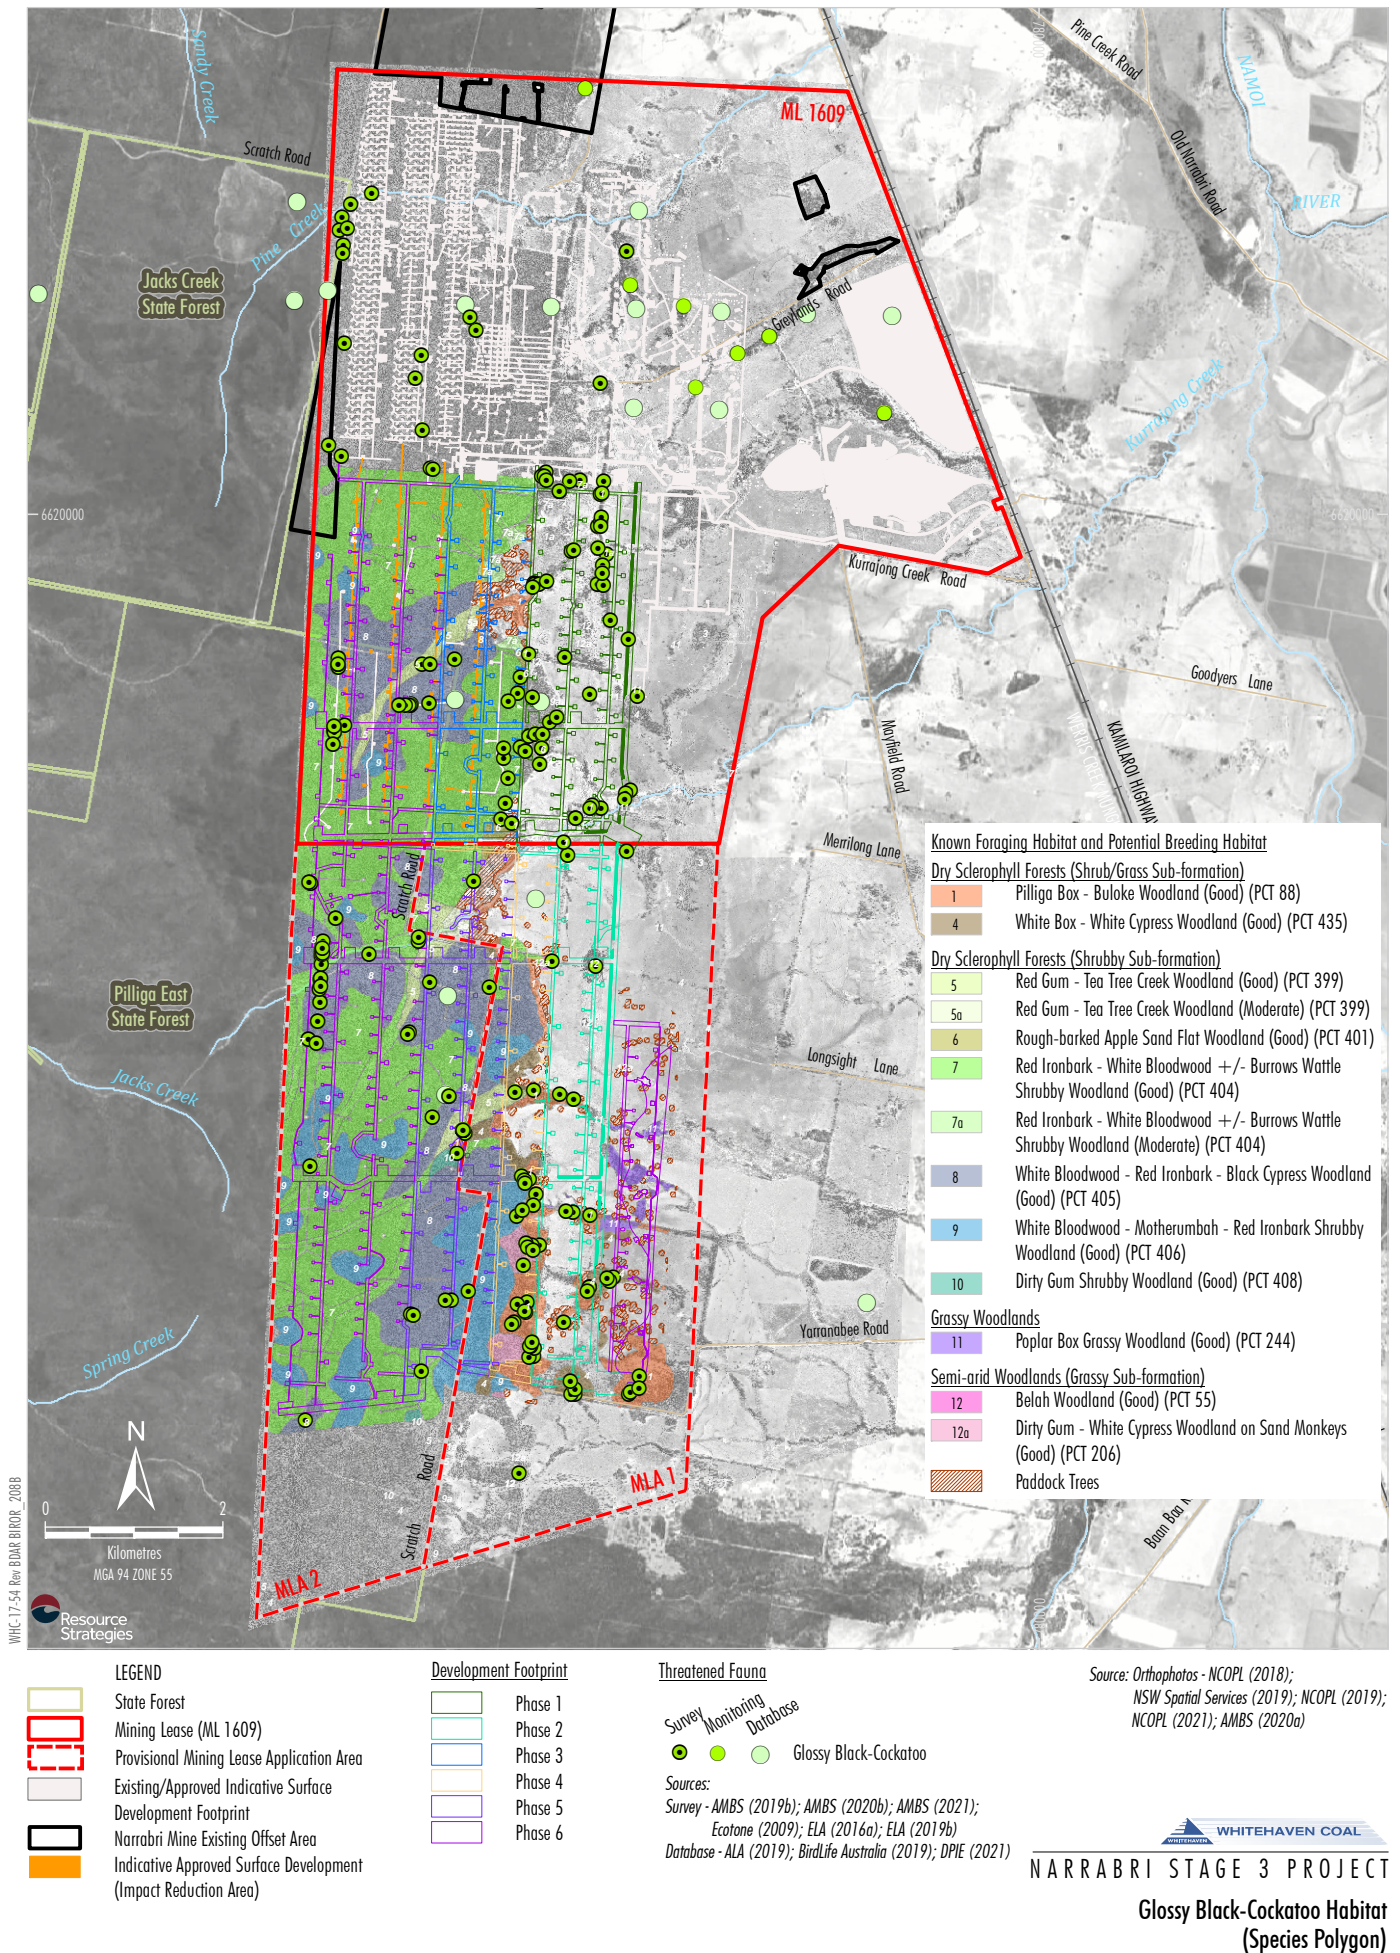 Sandy Creek
Scratch Road
Pine Creek
Jacks Creek
State Forest
ML 1609
Pine Creek Road
Old Narrabri Road
NAMOI
RIVER
Greylands Road
Kurrajong Creek
6620000
6620000
Kurrajong Creek Road
Goodyers Lane
Mayfield Road
KAMILAROI HIGHWAY
Merrilong Lane
Scratch Road
Pilliga East
State Forest
Jacks Creek
Longsight Lane
Yarranabee Road
Spring Creek
N
0 2
Kilometres
MGA 94 ZONE 55
Scratch Road
MLA 1
MLA 2
WHC-17-54 Rev BDAR BIROR_208B
Resource
Strategies
Known Foraging Habitat and Potential Breeding Habitat
Dry Sclerophyll Forests (Shrub/Grass Sub-formation)
1 Pilliga Box - Buloke Woodland (Good) (PCT 88)
4 White Box - White Cypress Woodland (Good) (PCT 435)
Dry Sclerophyll Forests (Shrubby Sub-formation)
5 Red Gum - Tea Tree Creek Woodland (Good) (PCT 399)
5a Red Gum - Tea Tree Creek Woodland (Moderate) (PCT 399)
6 Rough-barked Apple Sand Flat Woodland (Good) (PCT 401)
7 Red Ironbark - White Bloodwood +/- Burrows Wattle
Shrubby Woodland (Good) (PCT 404)
7a Red Ironbark - White Bloodwood +/- Burrows Wattle
Shrubby Woodland (Moderate) (PCT 404)
8 White Bloodwood - Red Ironbark - Black Cypress Woodland
(Good) (PCT 405)
9 White Bloodwood - Motherumbah - Red Ironbark Shrubby
Woodland (Good) (PCT 406)
10 Dirty Gum Shrubby Woodland (Good) (PCT 408)
Grassy Woodlands
11 Poplar Box Grassy Woodland (Good) (PCT 244)
Semi-arid Woodlands (Grassy Sub-formation)
12 Belah Woodland (Good) (PCT 55)
12a Dirty Gum - White Cypress Woodland on Sand Monkeys
(Good) (PCT 206)
Paddock Trees
LEGEND
State Forest
Mining Lease (ML 1609)
Provisional Mining Lease Application Area
Existing/Approved Indicative Surface
Development Footprint
Narrabri Mine Existing Offset Area
Indicative Approved Surface Development
(Impact Reduction Area)
Development Footprint
Phase 1
Phase 2
Phase 3
Phase 4
Phase 5
Phase 6
Threatened Fauna
Survey Monitoring Database
Glossy Black-Cockatoo
Sources:
Survey - AMBS (2019b); AMBS (2020b); AMBS (2021);
Ecotone (2009); ELA (2016a); ELA (2019b)
Database - ALA (2019); BirdLife Australia (2019); DPIE (2021)
Source: Orthophotos - NCOPL (2018);
NSW Spatial Services (2019); NCOPL (2019);
NCOPL (2021); AMBS (2020a)
WHITEHAVEN
WHITEHAVEN COAL
NARRABRI STAGE 3 PROJECT
Glossy Black-Cockatoo Habitat
(Species Polygon)